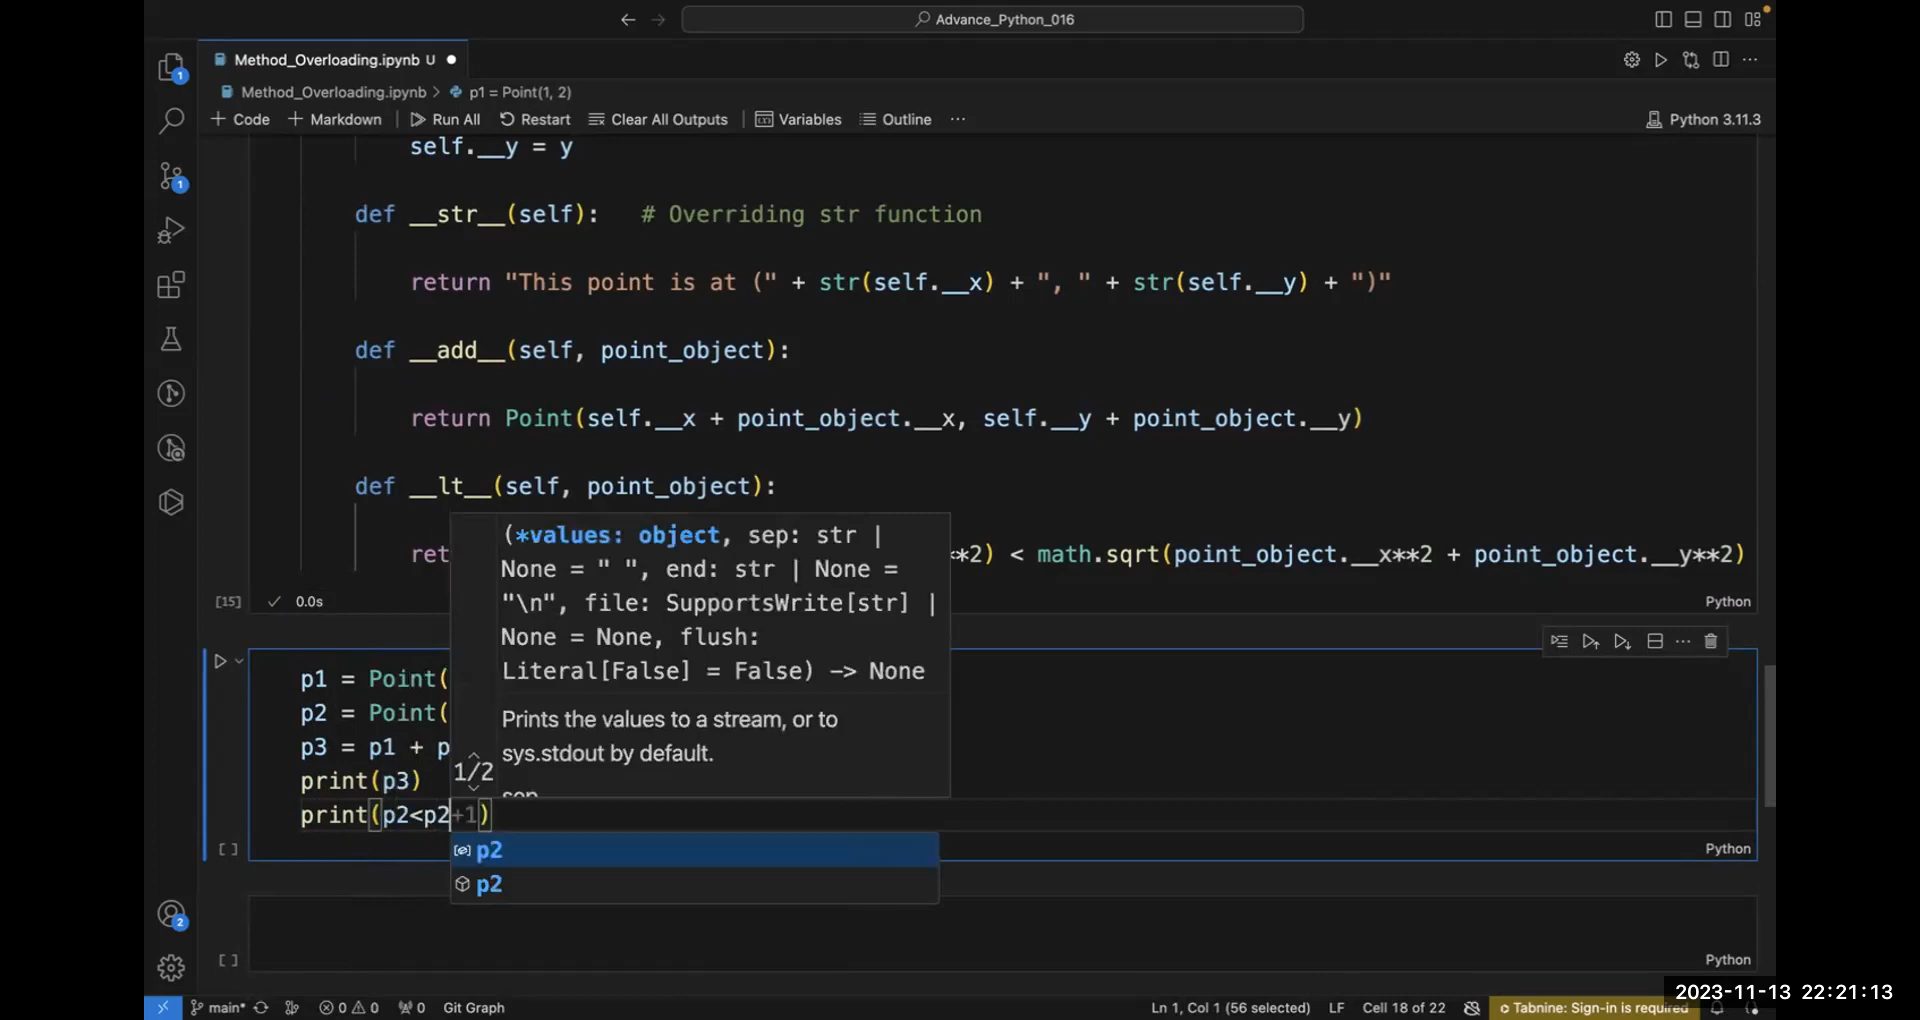 Advance_Python_016
Method_Overloading.ipynb U
Method_Overloading.ipynb > p1 = Point(1, 2)
+ Code + Markdown Run All Restart Clear All Outputs Variables Outline ... Python 3.11.3
self.__y = y
def __str__(self): # Overriding str function
return "This point is at (" + str(self.__x) + ", " + str(self.__y) + ")"
def __add__(self, point_object):
return Point(self.__x + point_object.__x, self.__y + point_object.__y)
def __lt__(self, point_object):
ret **2) < math.sqrt(point_object.__x**2 + point_object.__y**2)
[15] 0.0s Python
(*values: object, sep: str |
None = " ", end: str | None =
"\n", file: SupportsWrite[str] |
None = None, flush:
Literal[False] = False) -> None
Prints the values to a stream, or to
sys.stdout by default.
1/2
p1 = Point(
p2 = Point(
p3 = p1 + p
print(p3)
print(p2<p2+1)
[ ] Python
p2
p2
[ ] Python
1
1
2
main* 0 0 0 Git Graph Ln 1, Col 1 (56 selected) LF Cell 18 of 22 Tabnine: Sign-in is required
2023-11-13 22:21:13